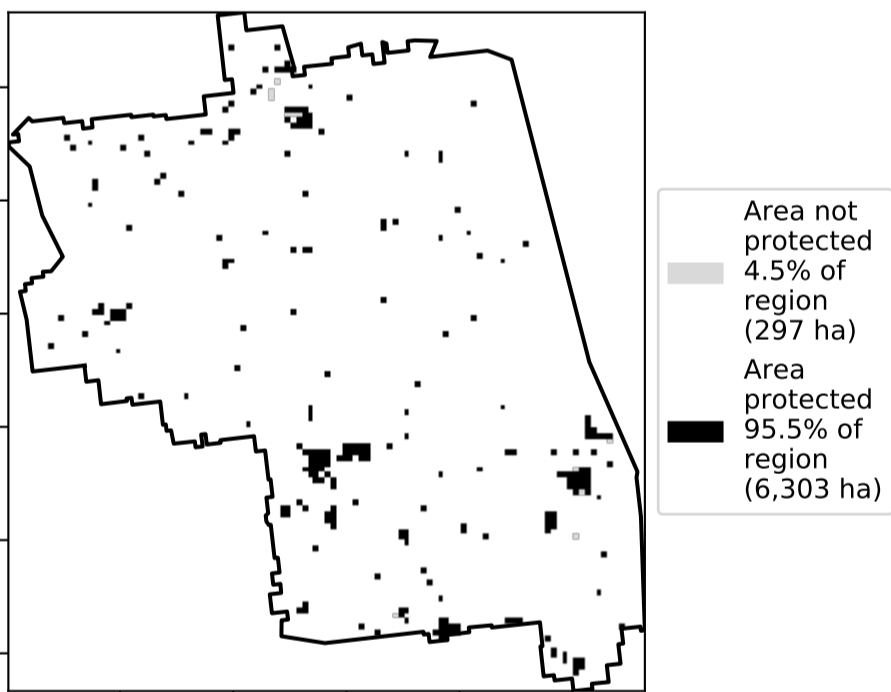 Area not
protected
4.5% of
region
(297 ha)
Area
protected
95.5% of
region
(6,303 ha)